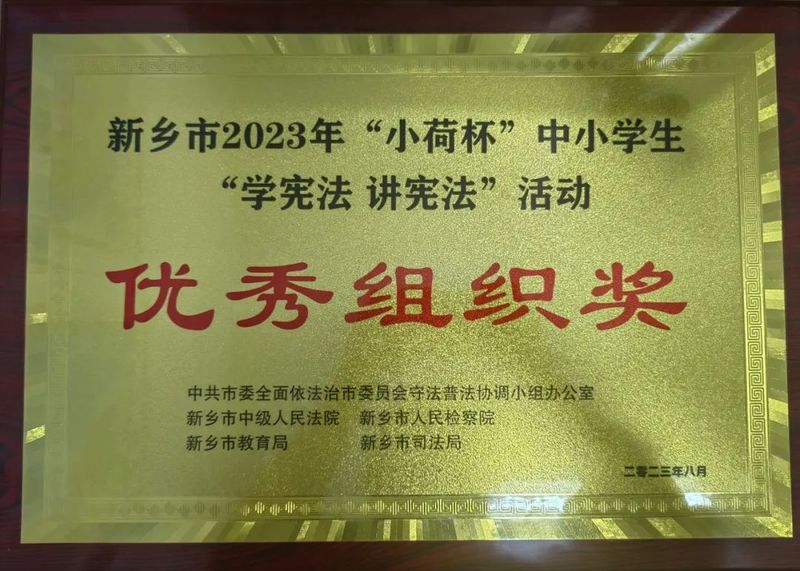 新乡市2023年“小荷杯”中小学生
“学宪法 讲宪法”活动
优秀组织奖
中共市委全面依法治市委员会守法普法协调小组办公室
新乡市中级人民法院 新乡市人民检察院
新乡市教育局 新乡市司法局
二零二三年八月